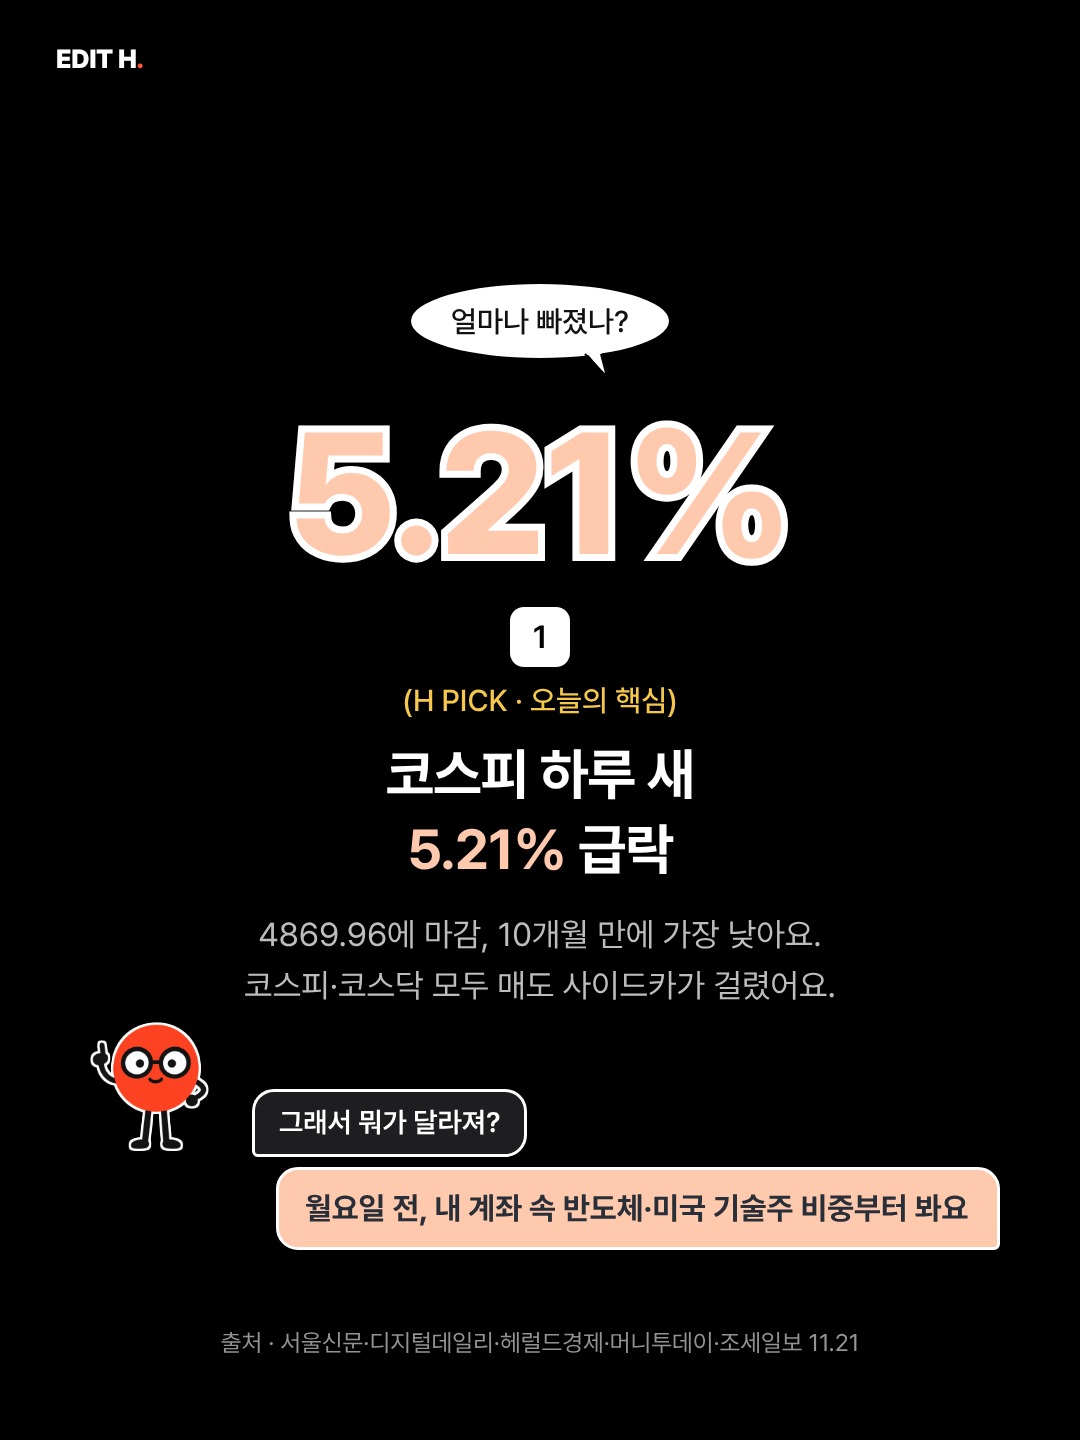 EDIT H.
얼마나 빠졌나?
5.21%
1
(H PICK · 오늘의 핵심)
코스피 하루 새
5.21% 급락
4869.96에 마감, 10개월 만에 가장 낮아요.
코스피·코스닥 모두 매도 사이드카가 걸렸어요.
그래서 뭐가 달라져?
월요일 전, 내 계좌 속 반도체·미국 기술주 비중부터 봐요
출처 · 서울신문·디지털데일리·헤럴드경제·머니투데이·조세일보 11.21